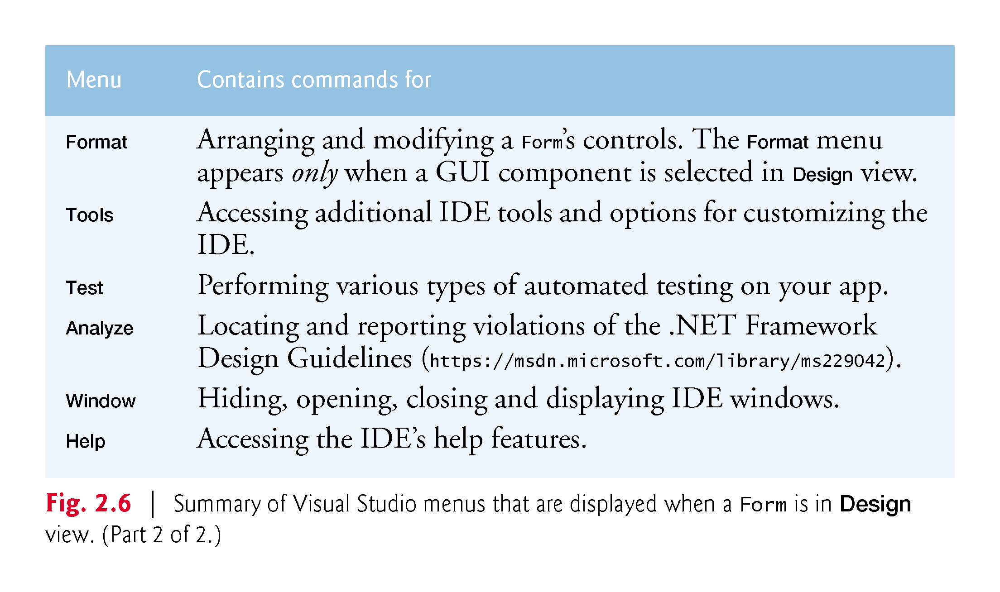 Menu Contains commands for
Format Arranging and modifying a Form’s controls. The Format menu
appears only when a GUI component is selected in Design view.
Tools Accessing additional IDE tools and options for customizing the
IDE.
Test Performing various types of automated testing on your app.
Analyze Locating and reporting violations of the .NET Framework
Design Guidelines (https://msdn.microsoft.com/library/ms229042).
Window Hiding, opening, closing and displaying IDE windows.
Help Accessing the IDE’s help features.
Fig. 2.6 | Summary of Visual Studio menus that are displayed when a Form is in Design
view. (Part 2 of 2.)